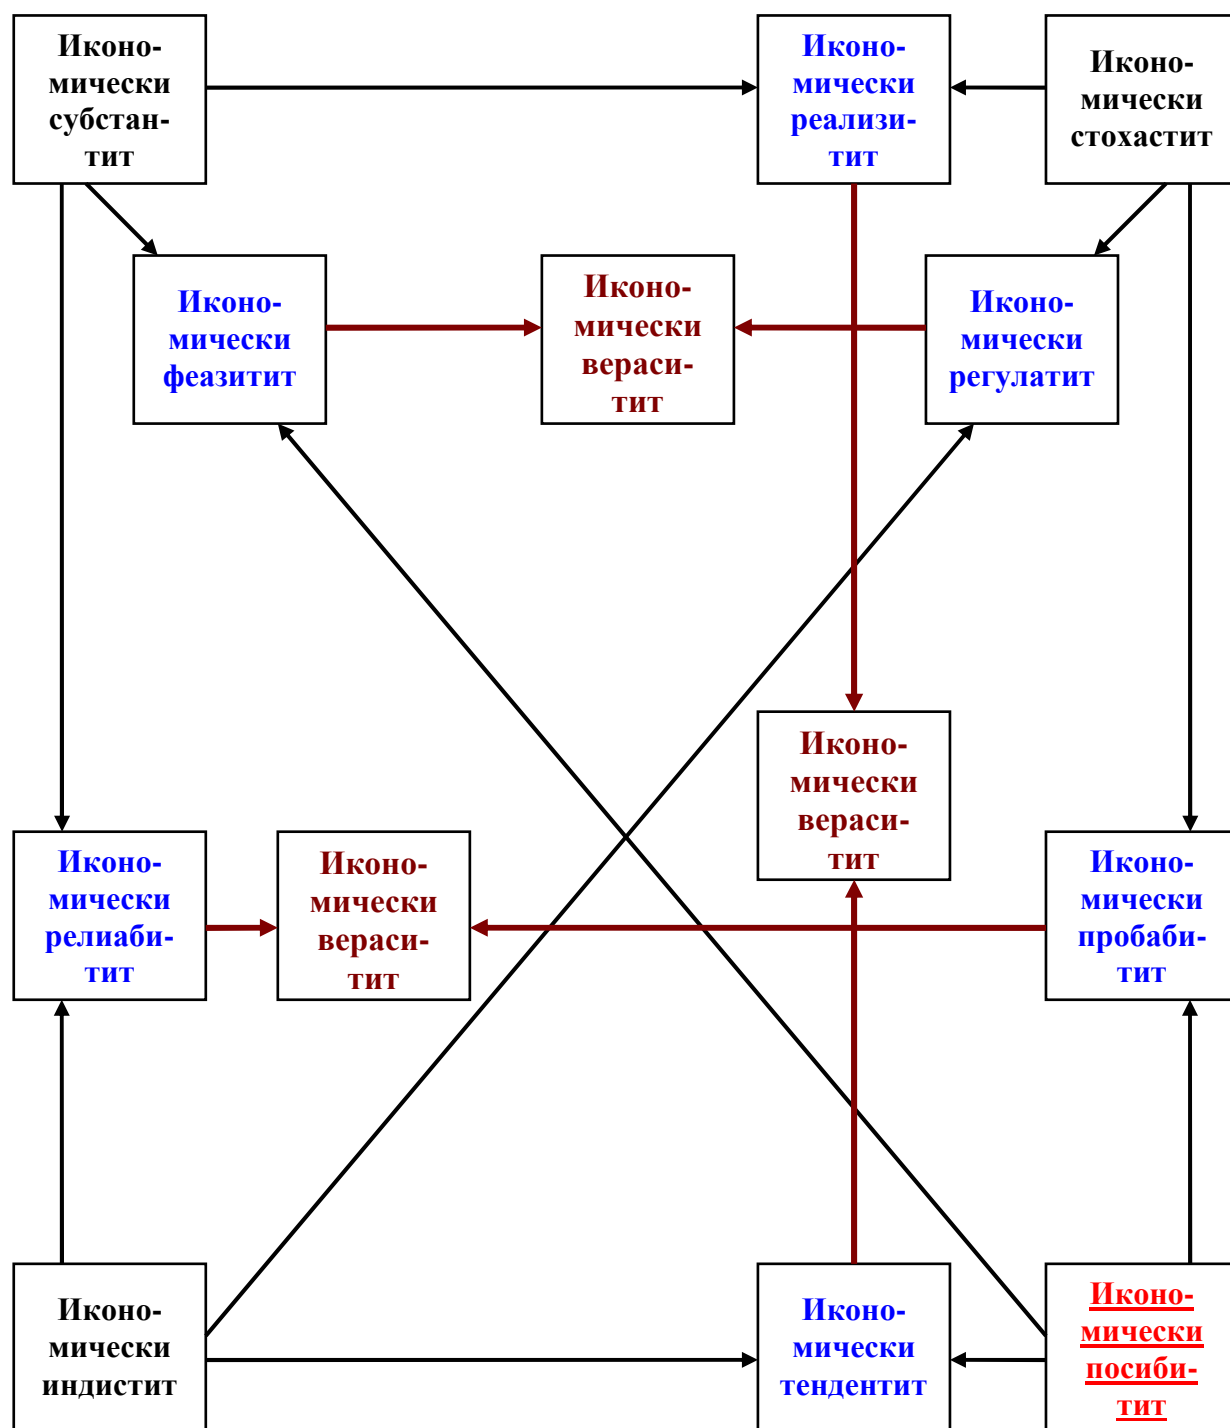 Иконо-
мически
субстан-
тит
Иконо-
мически
реализи-
тит
Иконо-
мически
стохастит
Иконо-
мически
феазитит
Иконо-
мически
вераси-
тит
Иконо-
мически
регулатит
Иконо-
мически
вераси-
тит
Иконо-
мически
релиаби-
тит
Иконо-
мически
вераси-
тит
Иконо-
мически
пробаби-
тит
Иконо-
мически
индистит
Иконо-
мически
тендентит
Иконо-
мически
посиби-
тит